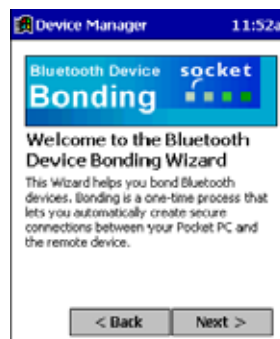 Device Manager 11:52a
Bluetooth Device socket
Bonding
Welcome to the Bluetooth
Device Bonding Wizard
This Wizard helps you bond Bluetooth
devices. Bonding is a one-time process that
lets you automatically create secure
connections between your Pocket PC and
the remote device.
< Back Next >